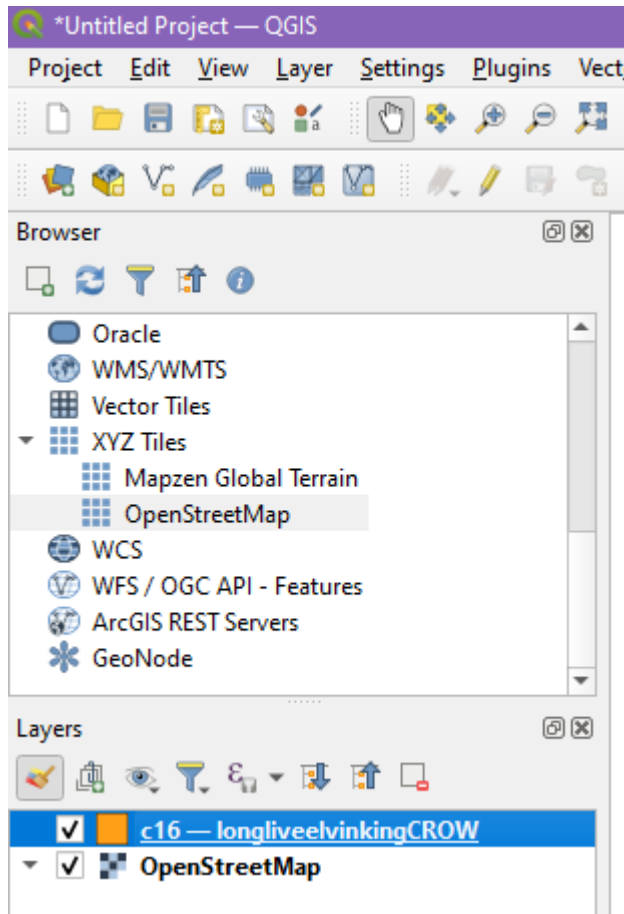 *Untitled Project — QGIS
Project Edit View Layer Settings Plugins Vect
a
Browser
Oracle
WMS/WMTS
Vector Tiles
XYZ Tiles
Mapzen Global Terrain
OpenStreetMap
WCS
WFS / OGC API - Features
ArcGIS REST Servers
GeoNode
Layers
ε
c16 — longliveelvinkingCROW
OpenStreetMap